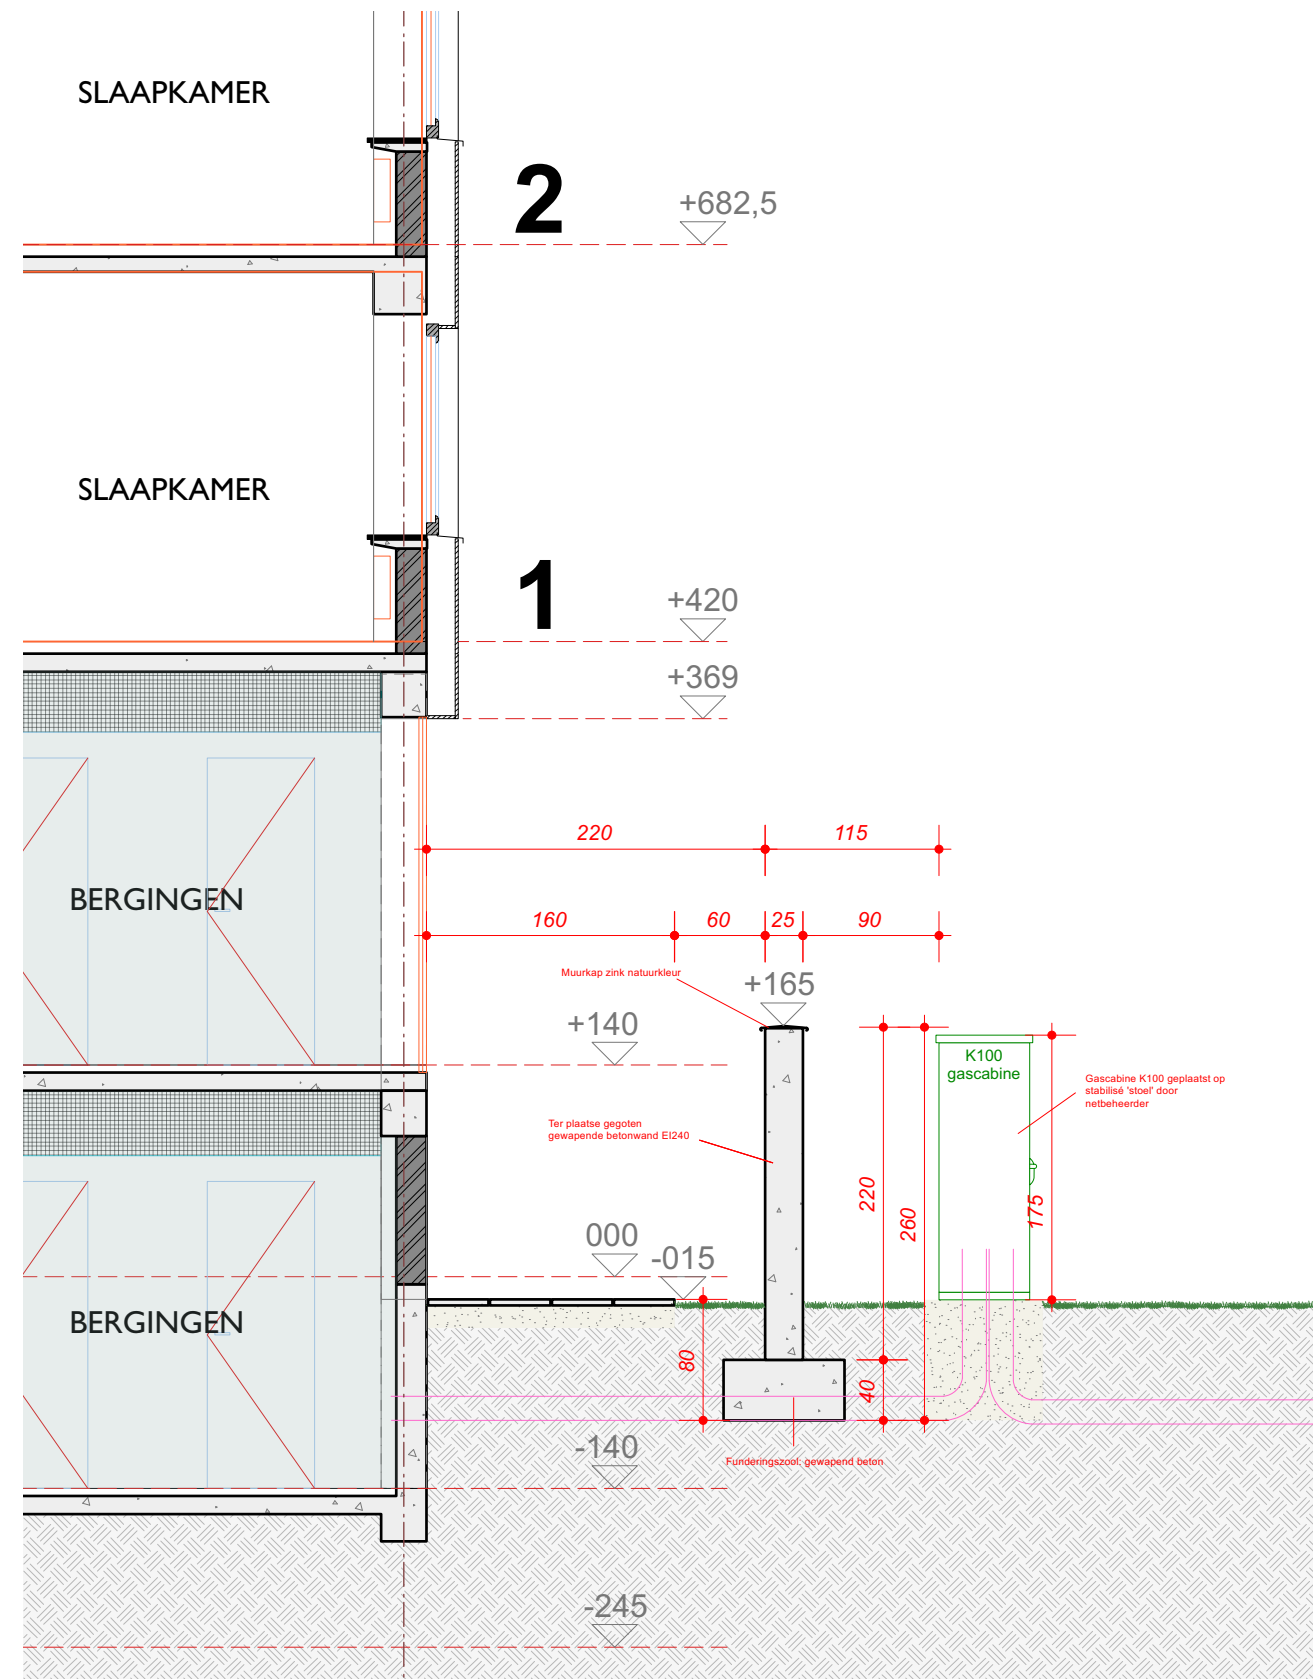 SLAAPKAMER
2
+682,5
SLAAPKAMER
1
+420
+369
220
115
BERGINGEN
160
60
25
90
Muurkap zink natuurkleur
+165
+140
K100
gascabine
Gascabine K100 geplaatst op
stabilisé 'stoel' door
netbeheerder
Ter plaatse gegoten
gewapende betonwand EI240
220
260
175
000
-015
BERGINGEN
80
40
-140
Funderingszool: gewapend beton
-245